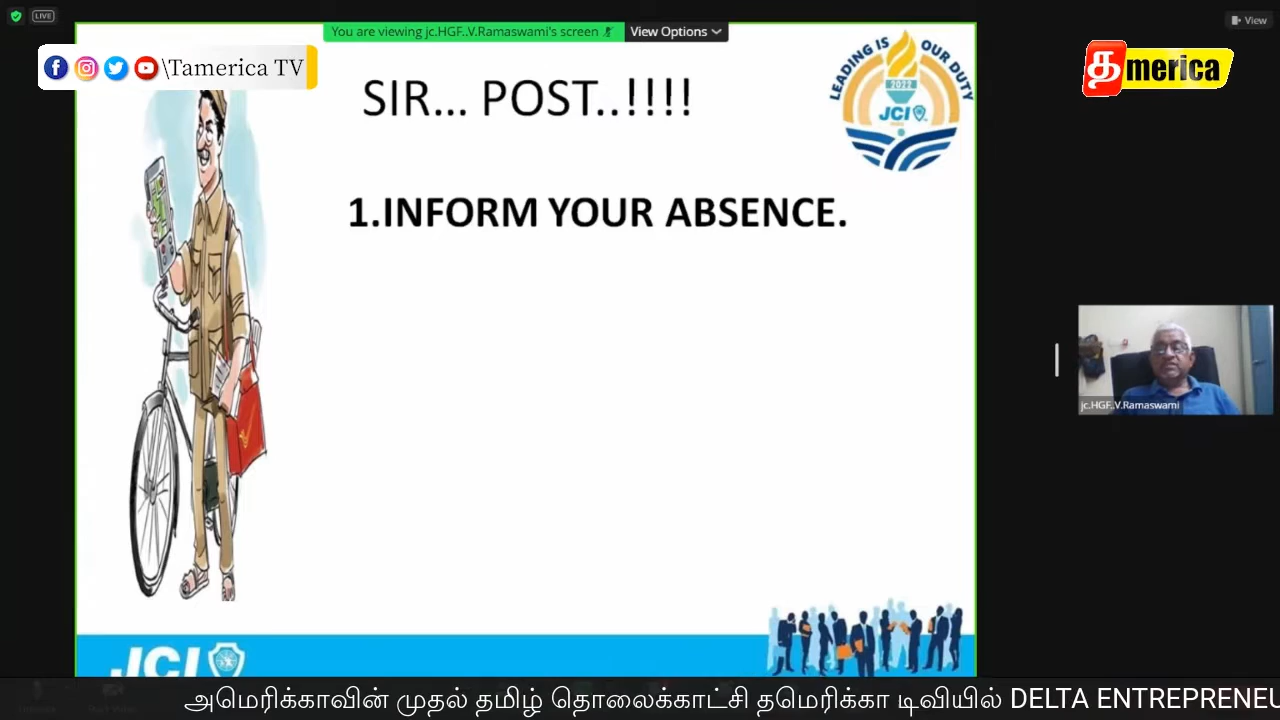 LIVE
You are viewing jc.HGF..V.Ramaswami's screen
View Options
View
\Tamerica TV
தmerica
SIR... POST..!!!!
LEADING IS OUR DUTY
2022
JCI
1.INFORM YOUR ABSENCE.
jc.HGF..V.Ramaswami
JCI
அமெரிக்காவின் முதல் தமிழ் தொலைக்காட்சி தமெரிக்கா டிவியில் DELTA ENTREPRENEU